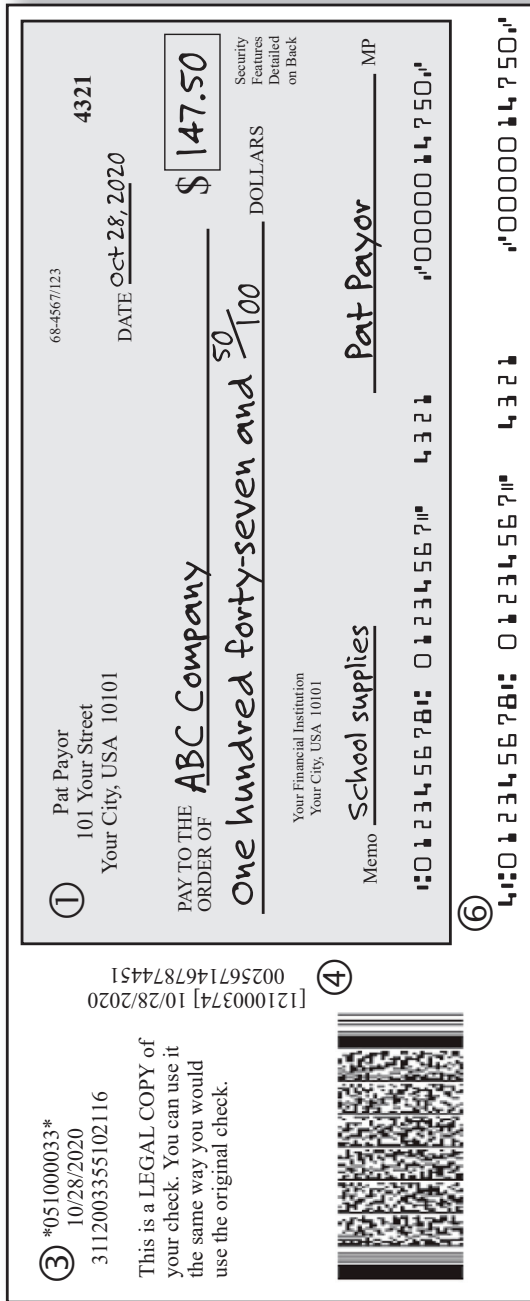 ③ *051000033*
10/28/2020
3112003355102116
This is a LEGAL COPY of
your check. You can use it
the same way you would
use the original check.
[121000374] 10/28/2020
0025671467874451
④
①
Pat Payor
101 Your Street
Your City, USA 10101
68-4567/123
4321
DATE Oct 28, 2020
PAY TO THE
ORDER OF ABC Company
$ 147.50
One hundred forty-seven and 50/100 DOLLARS
Security
Features
Detailed
on Back
Your Financial Institution
Your City, USA 10101
Memo School supplies
Pat Payor MP
⑆012345678⑆ 01234567⑈ 4321 ⑈0000014750⑈
⑥
4⑆012345678⑆ 01234567⑈ 4321 ⑈0000014750⑈